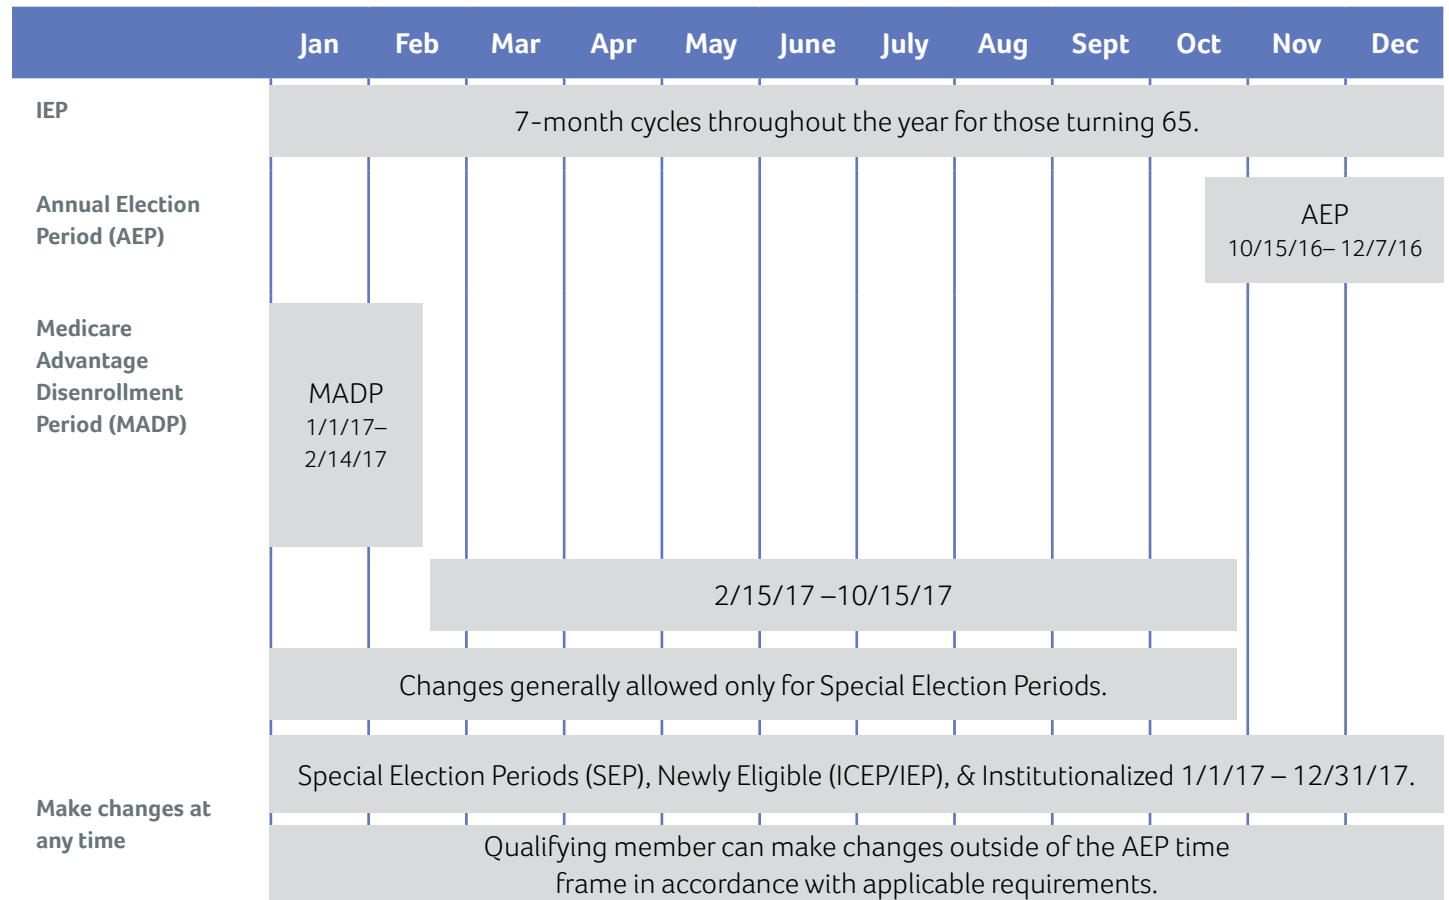 Jan Feb Mar Apr May June July Aug Sept Oct Nov Dec
IEP
7-month cycles throughout the year for those turning 65.
Annual Election
Period (AEP)
AEP
10/15/16– 12/7/16
Medicare
Advantage
Disenrollment
Period (MADP)
MADP
1/1/17–
2/14/17
2/15/17 –10/15/17
Changes generally allowed only for Special Election Periods.
Make changes at
any time
Special Election Periods (SEP), Newly Eligible (ICEP/IEP), & Institutionalized 1/1/17 – 12/31/17.
Qualifying member can make changes outside of the AEP time
frame in accordance with applicable requirements.